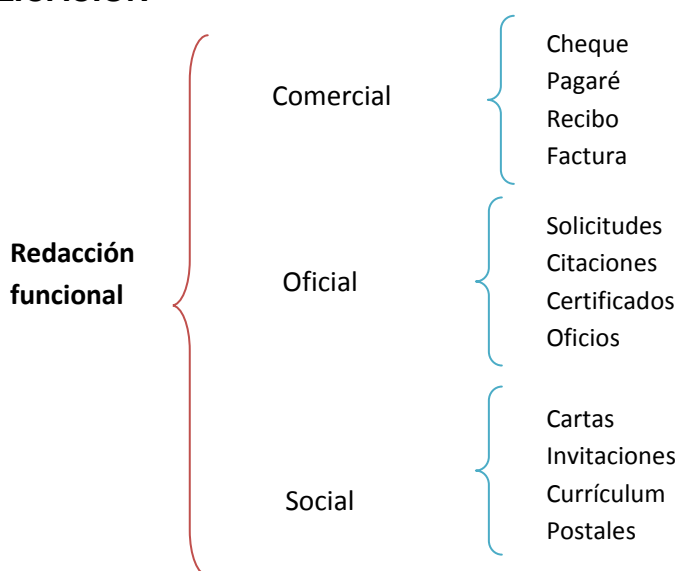 Comercial
Cheque
Pagaré
Recibo
Factura
Redacción
funcional
Oficial
Solicitudes
Citaciones
Certificados
Oficios
Social
Cartas
Invitaciones
Currículum
Postales